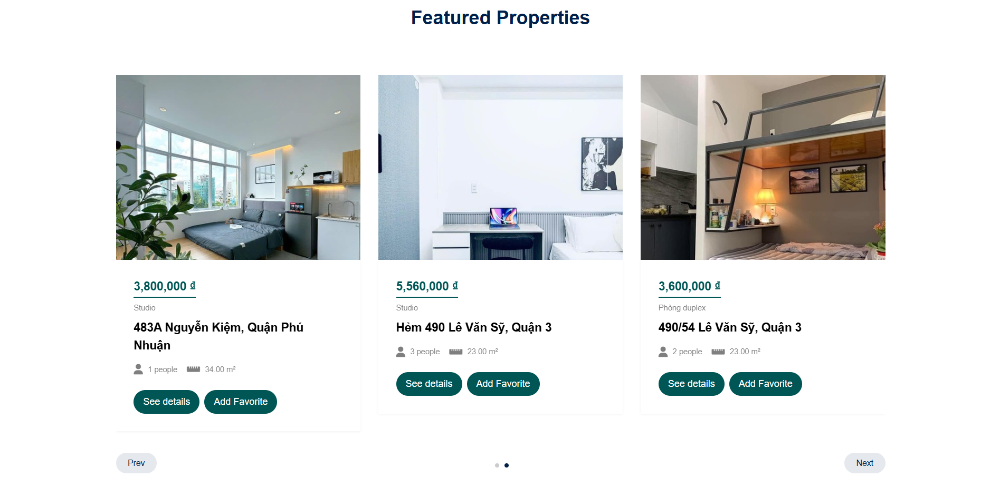 Featured Properties
3,800,000 ₫
Studio
483A Nguyễn Kiệm, Quận Phú
Nhuận
1 people 34.00 m²
See details Add Favorite
5,560,000 ₫
Studio
Hẻm 490 Lê Văn Sỹ, Quận 3
3 people 23.00 m²
See details Add Favorite
3,600,000 ₫
Phòng duplex
490/54 Lê Văn Sỹ, Quận 3
2 people 23.00 m²
See details Add Favorite
Prev
Next